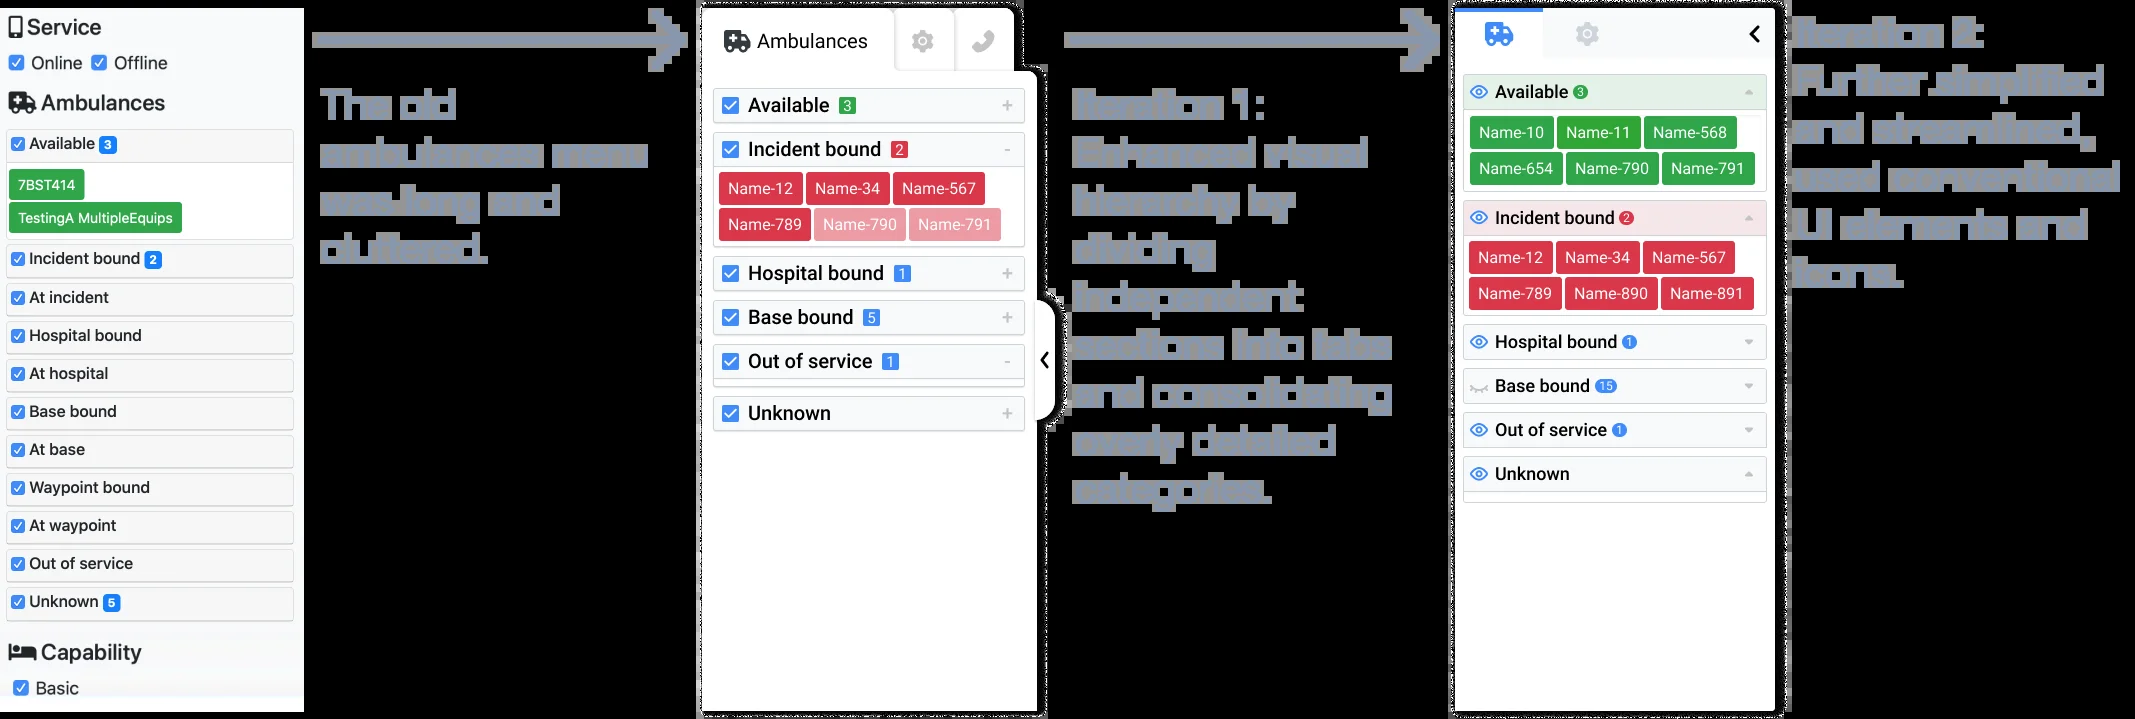 Service
Online Offline
Ambulances
Available 3
7BST414
TestingA MultipleEquips
Incident bound 2
At incident
Hospital bound
At hospital
Base bound
At base
Waypoint bound
At waypoint
Out of service
Unknown 5
Capability
Basic
The old
ambulances menu
was long and
cluttered.
Ambulances
Available 3 +
Incident bound 2 -
Name-12 Name-34 Name-567
Name-789 Name-790 Name-791
Hospital bound 1 +
Base bound 5 +
Out of service 1 -
Unknown +
Iteration 1:
Enhanced visual
hierarchy by
dividing
independent
sections into tabs
and consolidating
overly detailed
categories.
Available 3
Name-10 Name-11 Name-568
Name-654 Name-790 Name-791
Incident bound 2
Name-12 Name-34 Name-567
Name-789 Name-890 Name-891
Hospital bound 1
Base bound 15
Out of service 1
Unknown
Iteration 2:
Further simplified
and streamlined,
used conventional
UI elements and
icons.